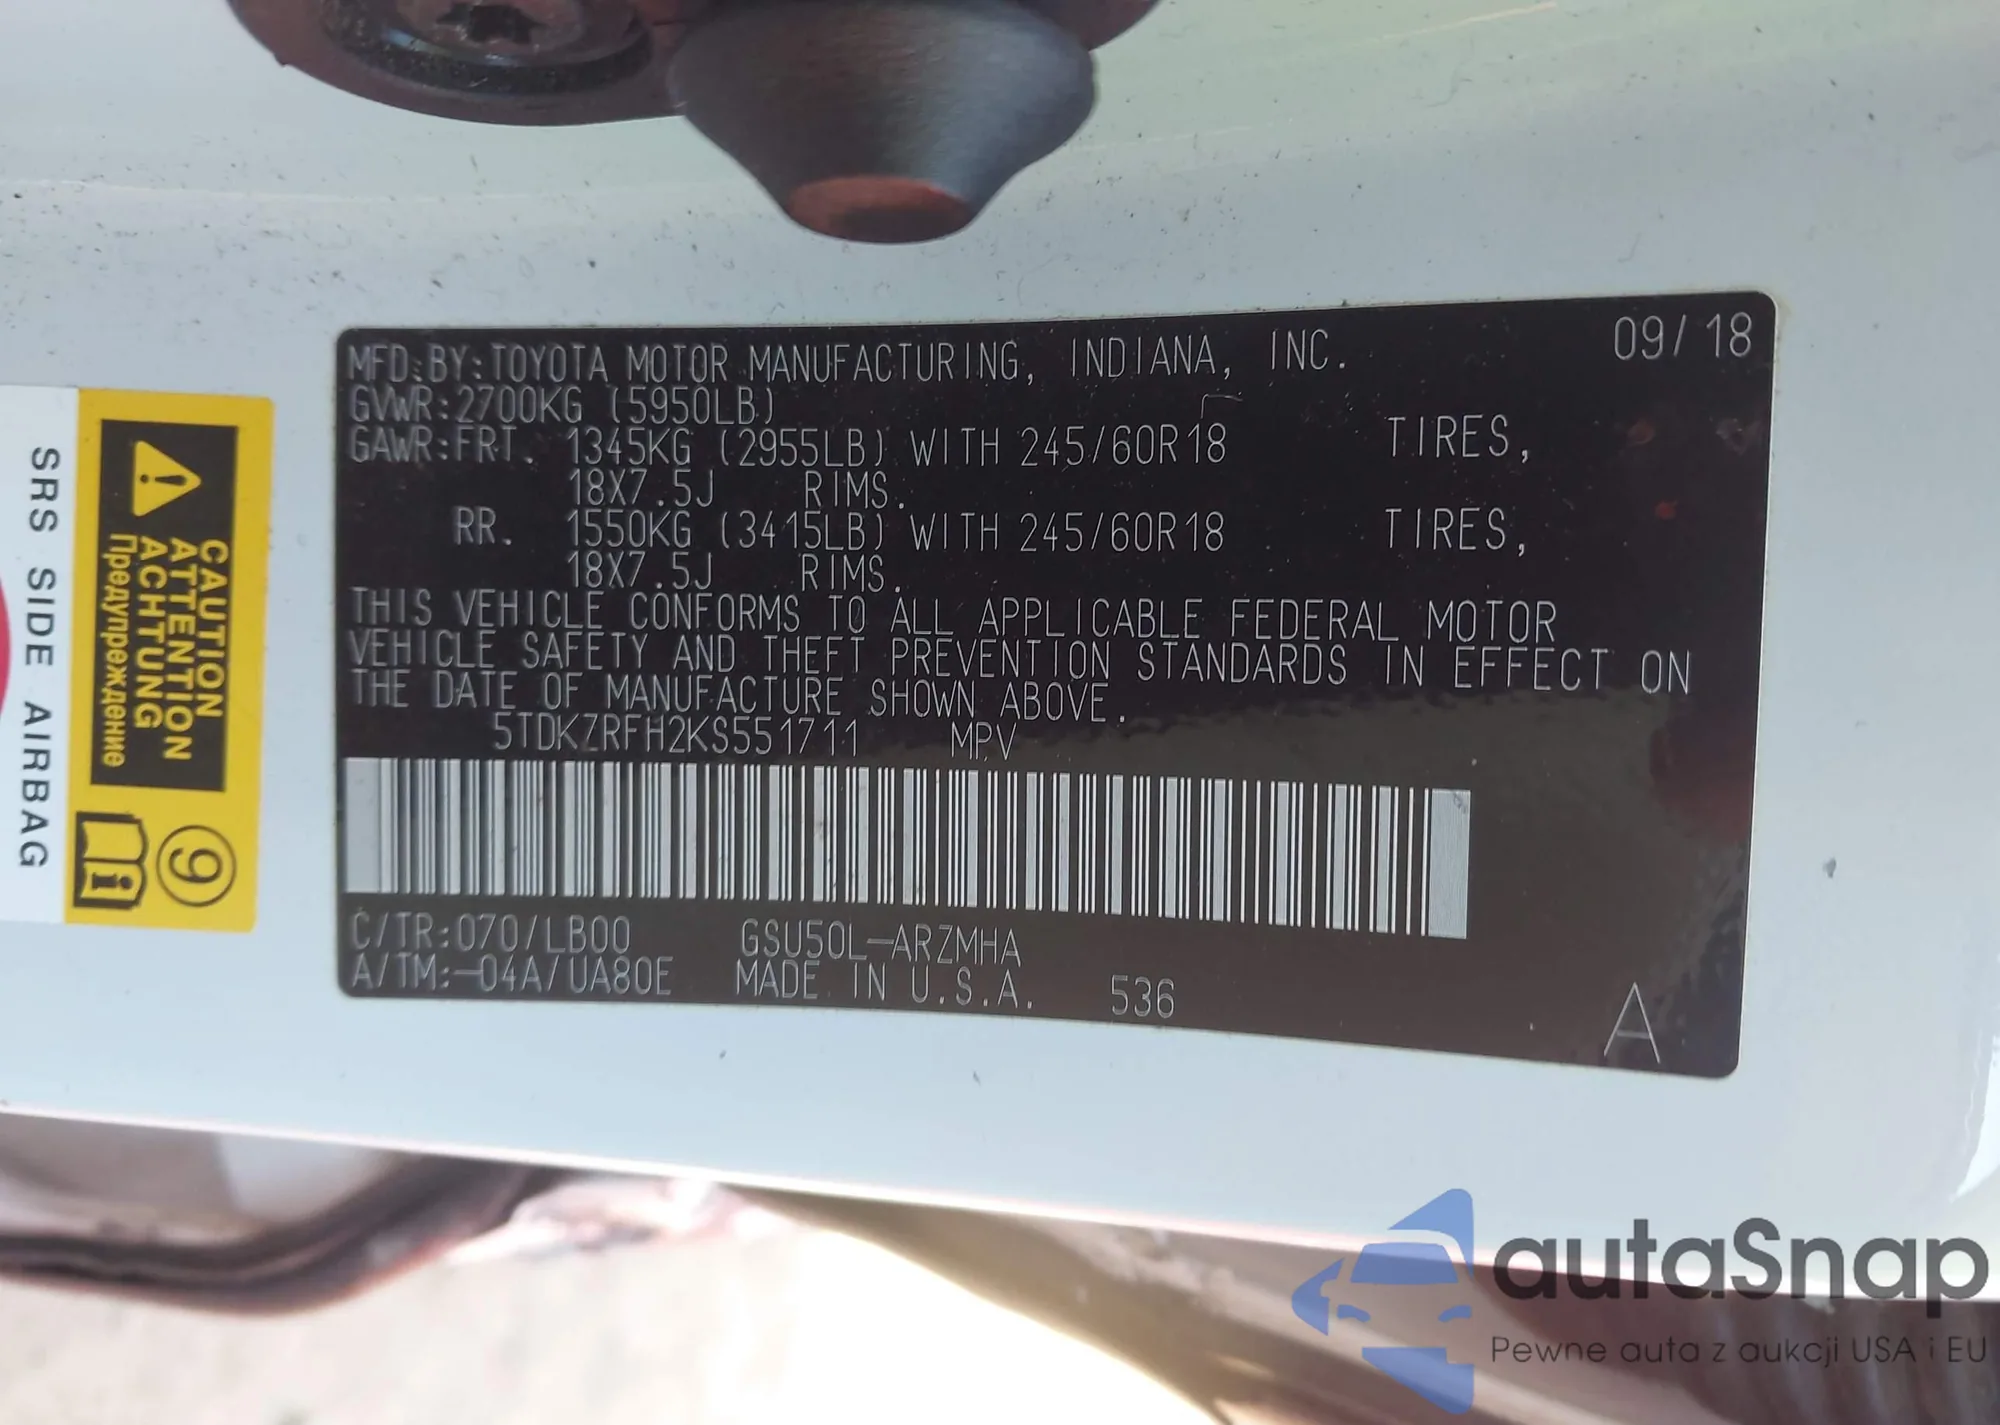 MFD.BY:TOYOTA MOTOR MANUFACTURING, INDIANA, INC. 09/18
GVWR:2700KG (5950LB)
GAWR:FRT. 1345KG (2955LB) WITH 245/60R18 TIRES,
18X7.5J RIMS.
RR. 1550KG (3415LB) WITH 245/60R18 TIRES,
18X7.5J RIMS.
THIS VEHICLE CONFORMS TO ALL APPLICABLE FEDERAL MOTOR
VEHICLE SAFETY AND THEFT PREVENTION STANDARDS IN EFFECT ON
THE DATE OF MANUFACTURE SHOWN ABOVE.
5TDKZRFH2KS551711 MPV
C/TR:070/LB00 GSU50L-ARZMHA
A/TM:-04A/UA80E MADE IN U.S.A. 536
A
CAUTION
ATTENTION
ACHTUNG
Предупреждение
9
i
SRS SIDE AIRBAG
autoSnap
Pewne auta z aukcji USA i EU